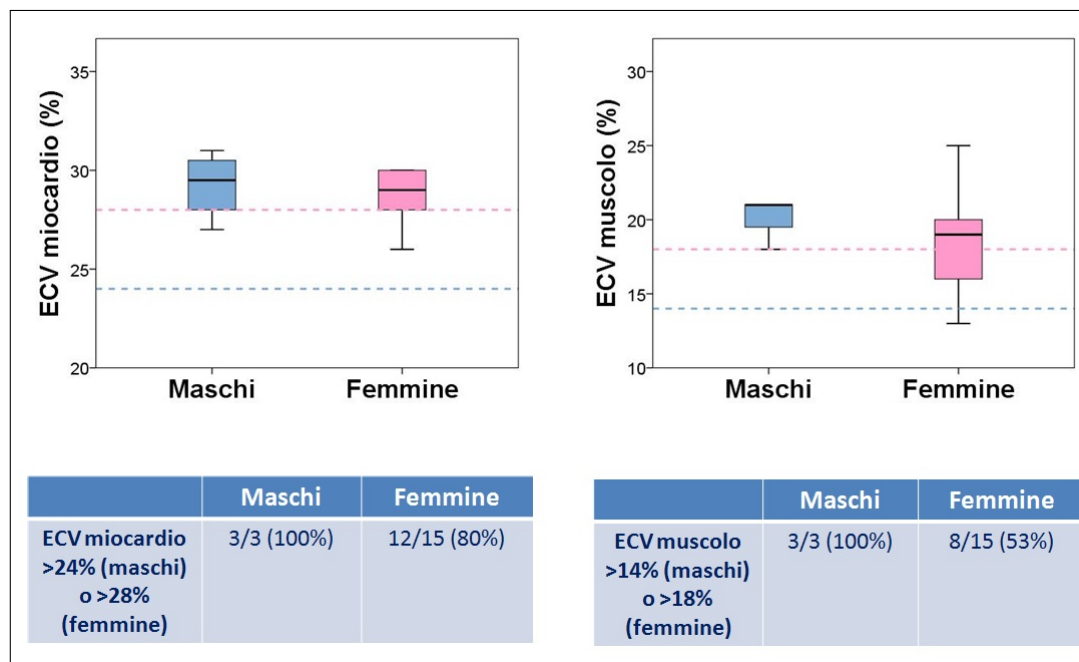 ECV miocardio (%)
35
30
25
20
Maschi Femmine
ECV muscolo (%)
30
25
20
15
10
Maschi Femmine
Maschi Femmine
ECV miocardio
>24% (maschi)
o >28%
(femmine)
3/3 (100%) 12/15 (80%)
Maschi Femmine
ECV muscolo
>14% (maschi)
o >18%
(femmine)
3/3 (100%) 8/15 (53%)